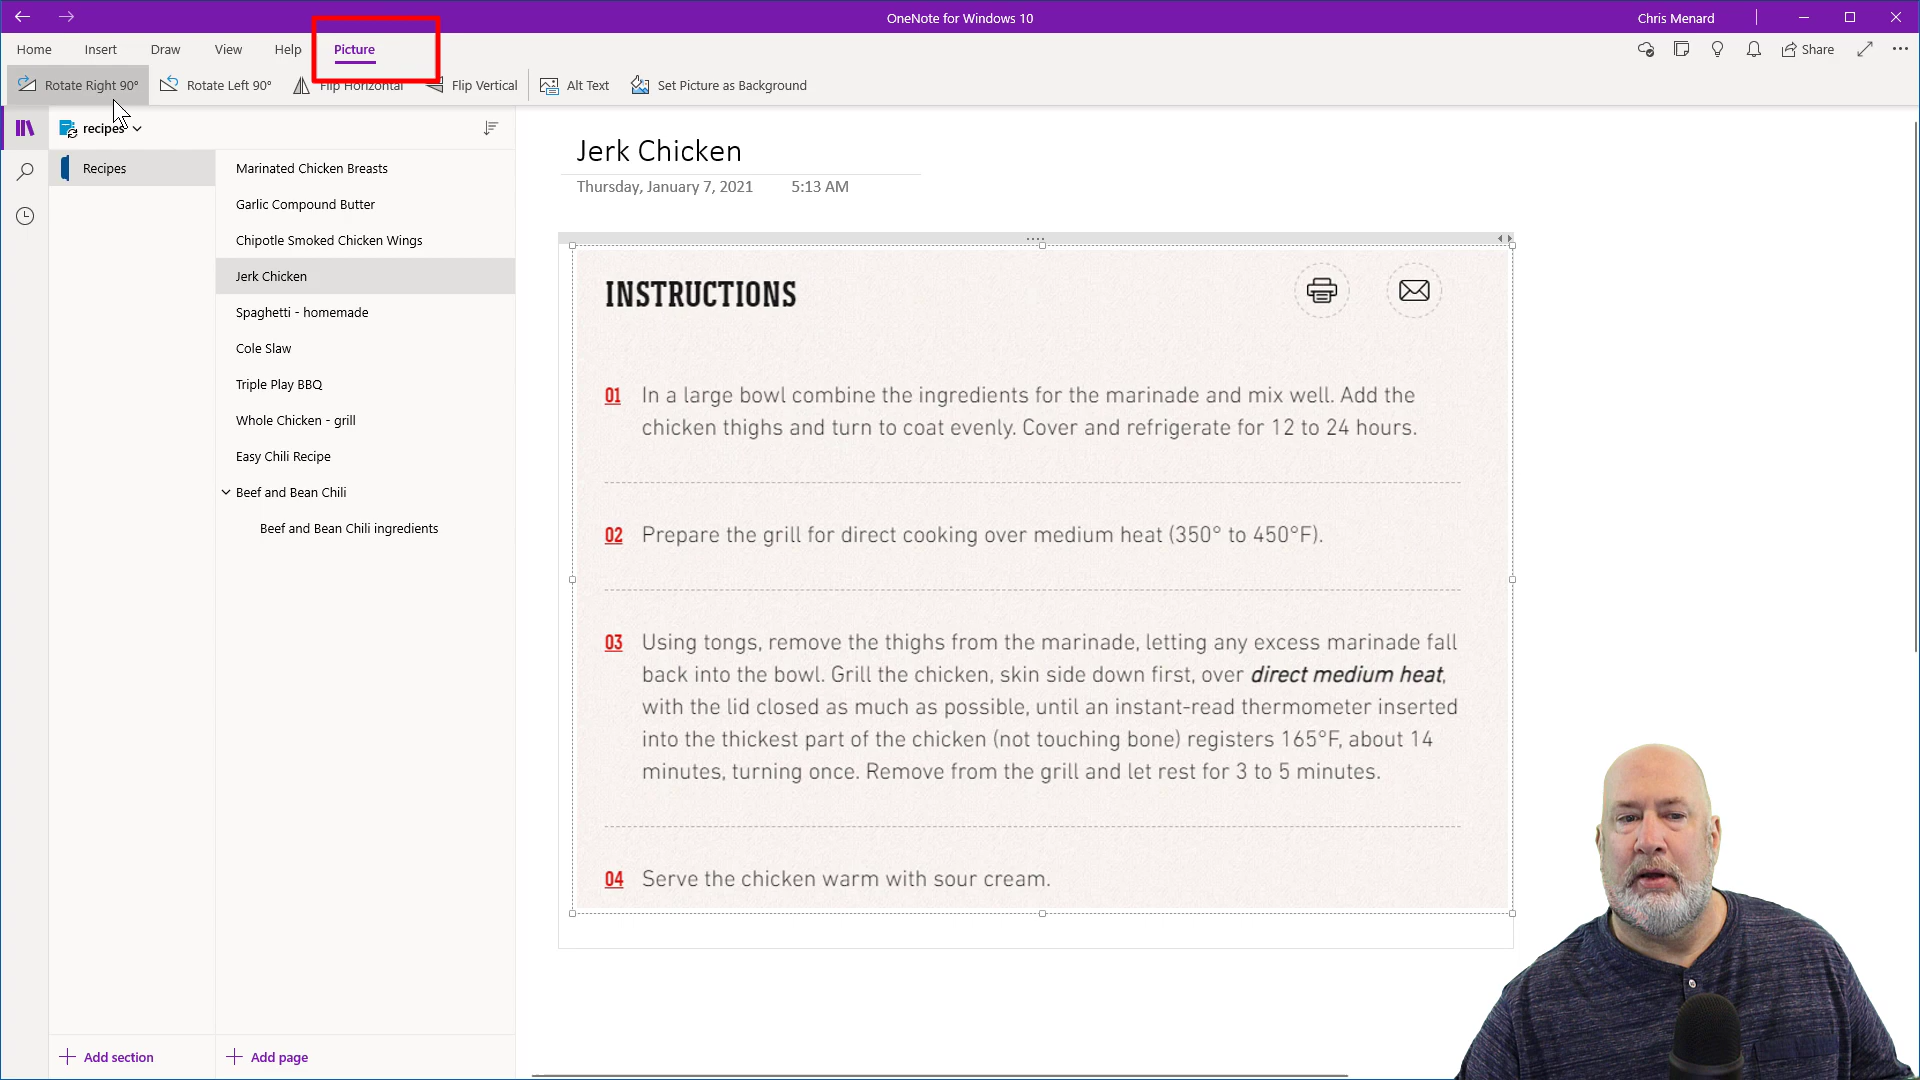 OneNote for Windows 10
Chris Menard
Home Insert Draw View Help Picture
Share
Rotate Right 90° Rotate Left 90° Flip Horizontal Flip Vertical Alt Text Set Picture as Background
recipes
Recipes
Marinated Chicken Breasts
Garlic Compound Butter
Chipotle Smoked Chicken Wings
Jerk Chicken
Spaghetti - homemade
Cole Slaw
Triple Play BBQ
Whole Chicken - grill
Easy Chili Recipe
Beef and Bean Chili
Beef and Bean Chili ingredients
Add section
Add page
Jerk Chicken
Thursday, January 7, 2021 5:13 AM
INSTRUCTIONS
01 In a large bowl combine the ingredients for the marinade and mix well. Add the
chicken thighs and turn to coat evenly. Cover and refrigerate for 12 to 24 hours.
02 Prepare the grill for direct cooking over medium heat (350° to 450°F).
03 Using tongs, remove the thighs from the marinade, letting any excess marinade fall
back into the bowl. Grill the chicken, skin side down first, over direct medium heat,
with the lid closed as much as possible, until an instant-read thermometer inserted
into the thickest part of the chicken (not touching bone) registers 165°F, about 14
minutes, turning once. Remove from the grill and let rest for 3 to 5 minutes.
04 Serve the chicken warm with sour cream.